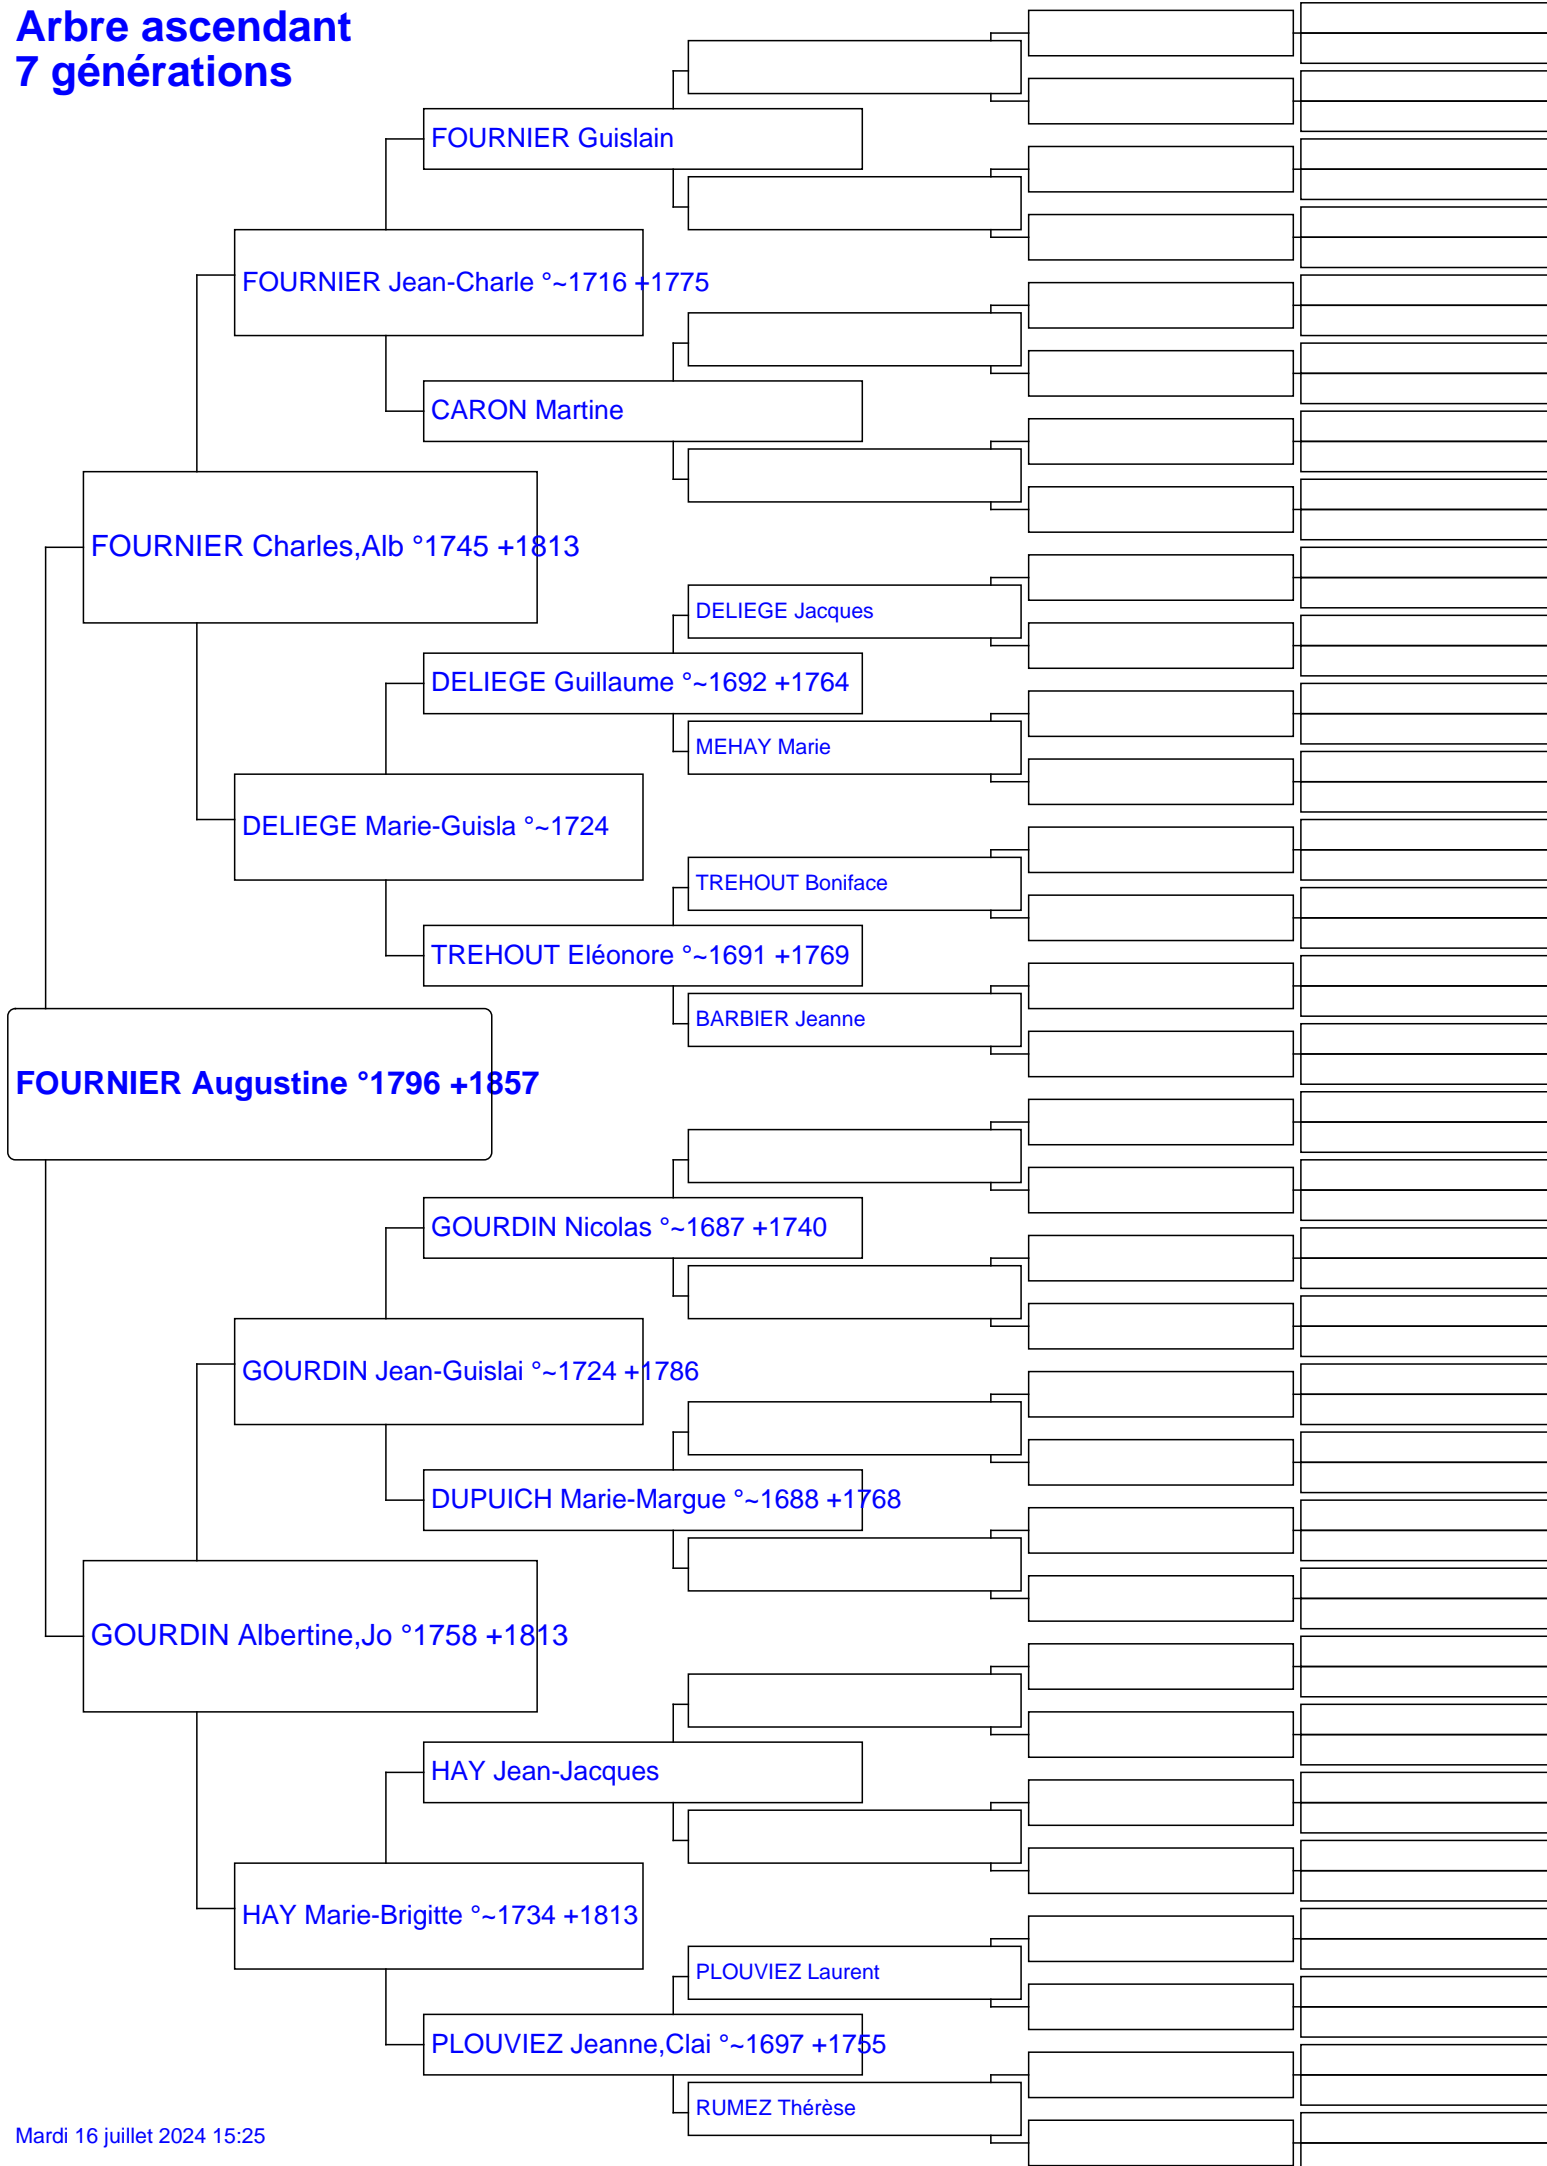 Arbre ascendant
7 générations
FOURNIER Guislain
FOURNIER Jean-Charle °~1716 +1775
CARON Martine
FOURNIER Charles,Alb °1745 +1813
DELIEGE Jacques
DELIEGE Guillaume °~1692 +1764
MEHAY Marie
DELIEGE Marie-Guisla °~1724
TREHOUT Boniface
TREHOUT Eléonore °~1691 +1769
BARBIER Jeanne
FOURNIER Augustine °1796 +1857
GOURDIN Nicolas °~1687 +1740
GOURDIN Jean-Guislai °~1724 +1786
DUPUICH Marie-Margue °~1688 +1768
GOURDIN Albertine,Jo °1758 +1813
HAY Jean-Jacques
HAY Marie-Brigitte °~1734 +1813
PLOUVIEZ Laurent
PLOUVIEZ Jeanne,Clai °~1697 +1755
RUMEZ Thérèse
Mardi 16 juillet 2024 15:25